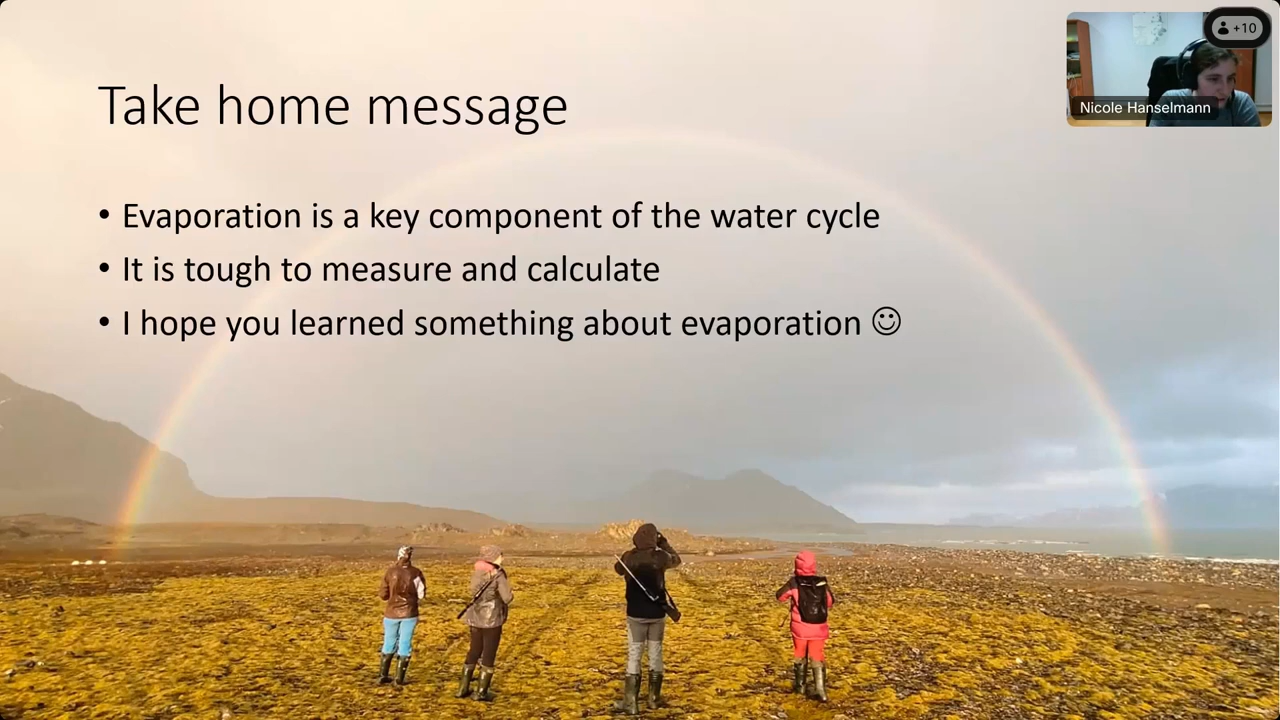 Take home message
• Evaporation is a key component of the water cycle
• It is tough to measure and calculate
• I hope you learned something about evaporation ☺
+10
Nicole Hanselmann